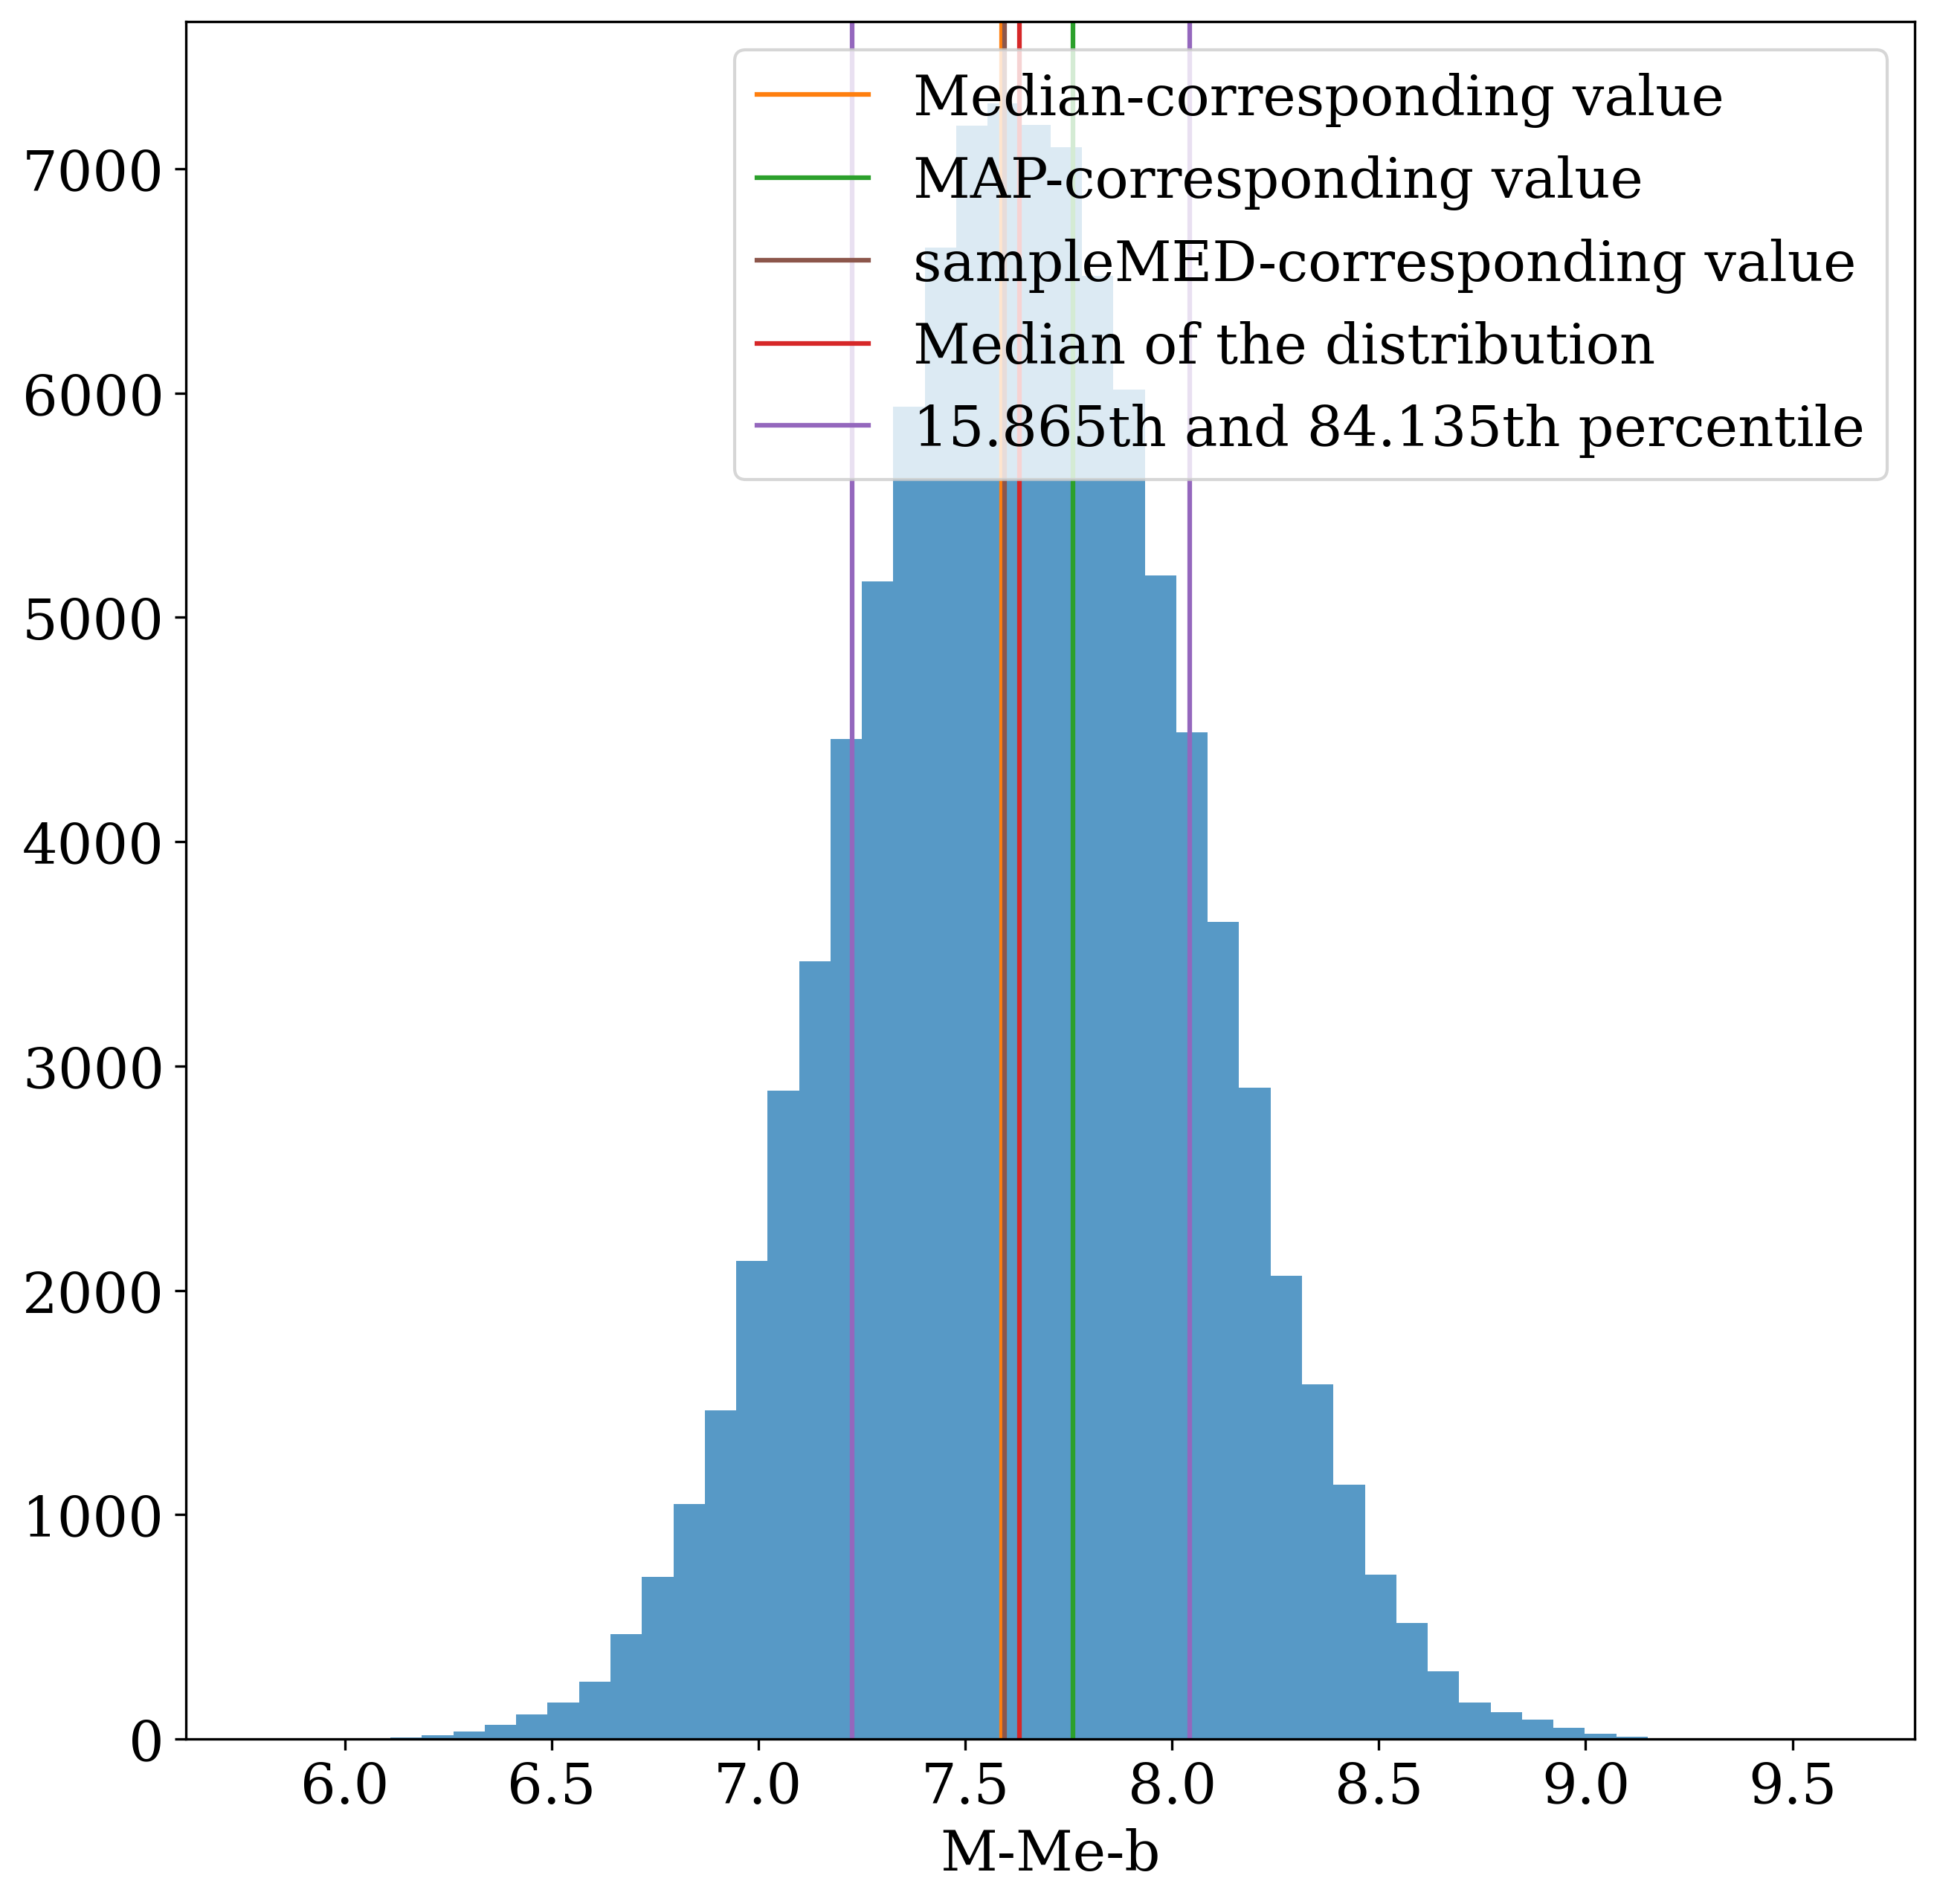 Median-corresponding value
MAP-corresponding value
sampleMED-corresponding value
Median of the distribution
15.865th and 84.135th percentile
7000
6000
5000
4000
3000
2000
1000
0
6.0 6.5 7.0 7.5 8.0 8.5 9.0 9.5
M-Me-b